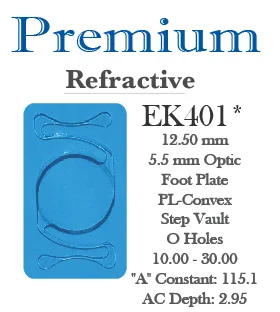 Premium
Refractive
EK401*
12.50 mm
5.5 mm Optic
Foot Plate
PL-Convex
Step Vault
O Holes
10.00 - 30.00
"A" Constant: 115.1
AC Depth: 2.95